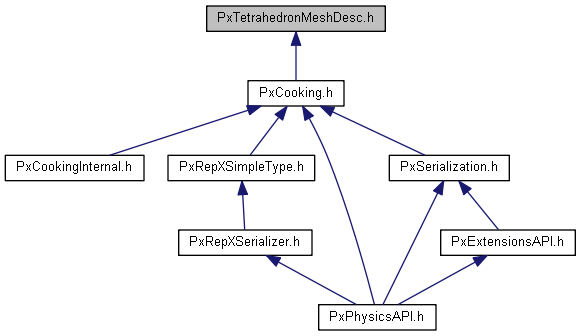 PxTetrahedronMeshDesc.h
PxCooking.h
PxCookingInternal.h
PxRepXSimpleType.h
PxSerialization.h
PxRepXSerializer.h
PxExtensionsAPI.h
PxPhysicsAPI.h